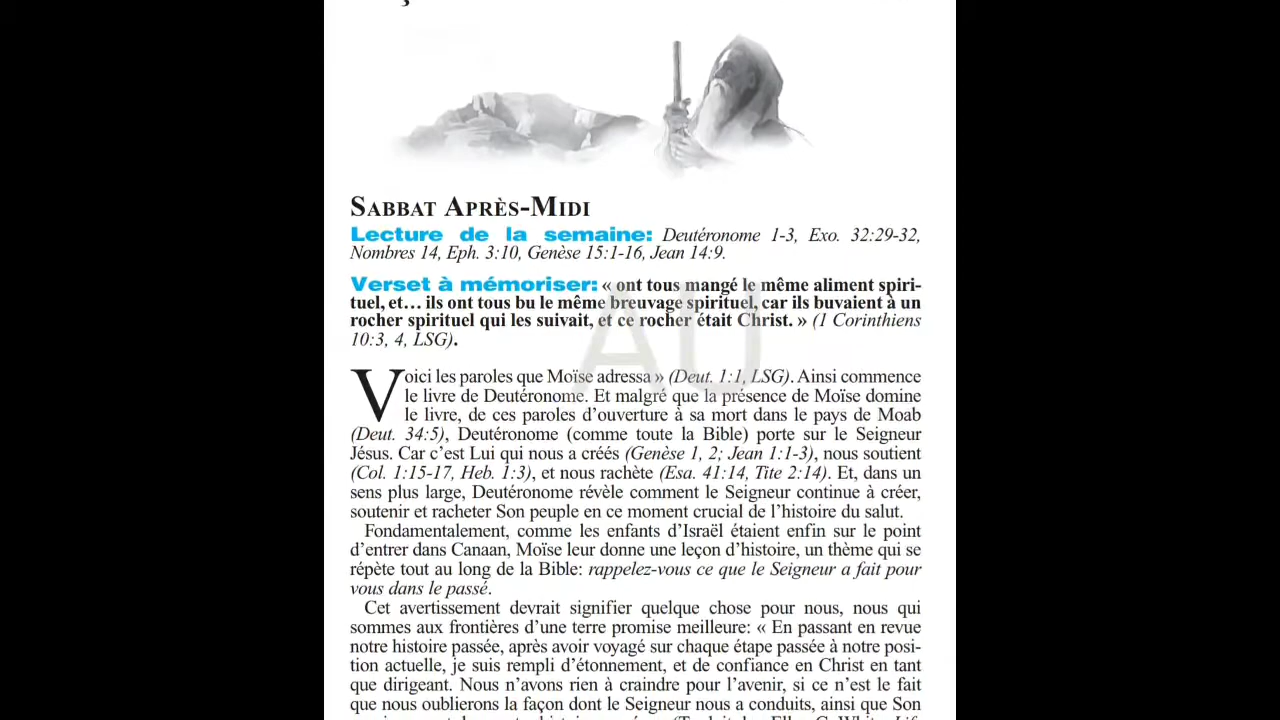 SABBAT APRÈS-MIDI
Lecture de la semaine: Deutéronome 1-3, Exo. 32:29-32,
Nombres 14, Eph. 3:10, Genèse 15:1-16, Jean 14:9.
Verset à mémoriser: « ont tous mangé le même aliment spiri-
tuel, et… ils ont tous bu le même breuvage spirituel, car ils buvaient à un
rocher spirituel qui les suivait, et ce rocher était Christ. » (1 Corinthiens
10:3, 4, LSG).
AU
Voici les paroles que Moïse adressa » (Deut. 1:1, LSG). Ainsi commence
le livre de Deutéronome. Et malgré que la présence de Moïse domine
le livre, de ces paroles d’ouverture à sa mort dans le pays de Moab
(Deut. 34:5), Deutéronome (comme toute la Bible) porte sur le Seigneur
Jésus. Car c’est Lui qui nous a créés (Genèse 1, 2; Jean 1:1-3), nous soutient
(Col. 1:15-17, Heb. 1:3), et nous rachète (Esa. 41:14, Tite 2:14). Et, dans un
sens plus large, Deutéronome révèle comment le Seigneur continue à créer,
soutenir et racheter Son peuple en ce moment crucial de l’histoire du salut.
Fondamentalement, comme les enfants d’Israël étaient enfin sur le point
d’entrer dans Canaan, Moïse leur donne une leçon d’histoire, un thème qui se
répète tout au long de la Bible: rappelez-vous ce que le Seigneur a fait pour
vous dans le passé.
Cet avertissement devrait signifier quelque chose pour nous, nous qui
sommes aux frontières d’une terre promise meilleure: « En passant en revue
notre histoire passée, après avoir voyagé sur chaque étape passée à notre posi-
tion actuelle, je suis rempli d’étonnement, et de confiance en Christ en tant
que dirigeant. Nous n’avons rien à craindre pour l’avenir, si ce n’est le fait
que nous oublierons la façon dont le Seigneur nous a conduits, ainsi que Son